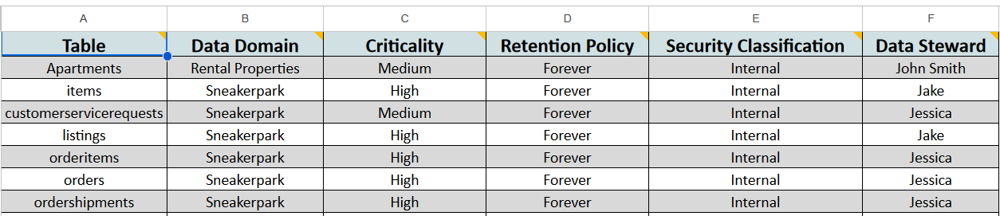 A B C D E F
Table Data Domain Criticality Retention Policy Security Classification Data Steward
Apartments Rental Properties Medium Forever Internal John Smith
items Sneakerpark High Forever Internal Jake
customerservicerequests Sneakerpark Medium Forever Internal Jessica
listings Sneakerpark High Forever Internal Jake
orderitems Sneakerpark High Forever Internal Jessica
orders Sneakerpark High Forever Internal Jessica
ordershipments Sneakerpark High Forever Internal Jessica